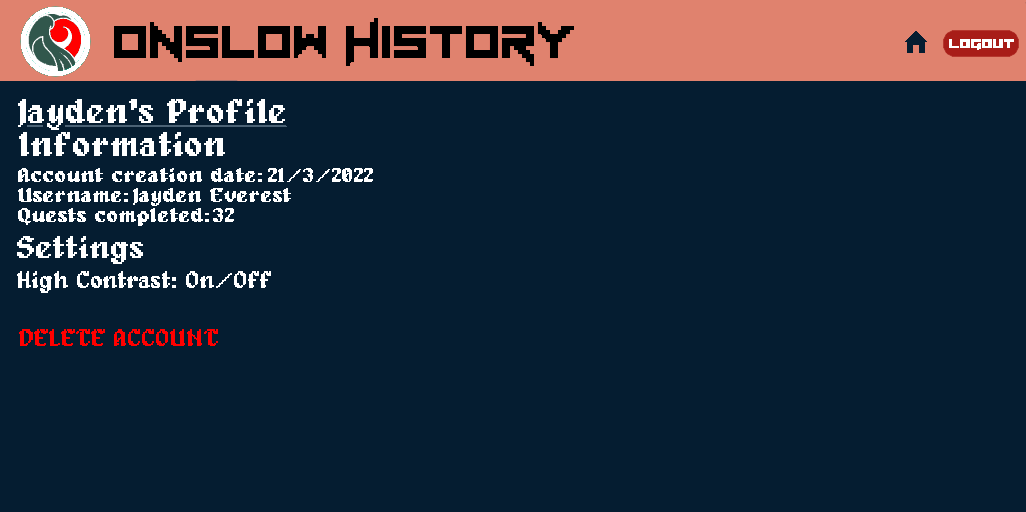 Onslow History
LOGOUT
Jayden's Profile
Information
Account creation date: 21/3/2022
Username: Jayden Everest
Quests completed: 32
Settings
High Contrast: On/Off
DELETE ACCOUNT